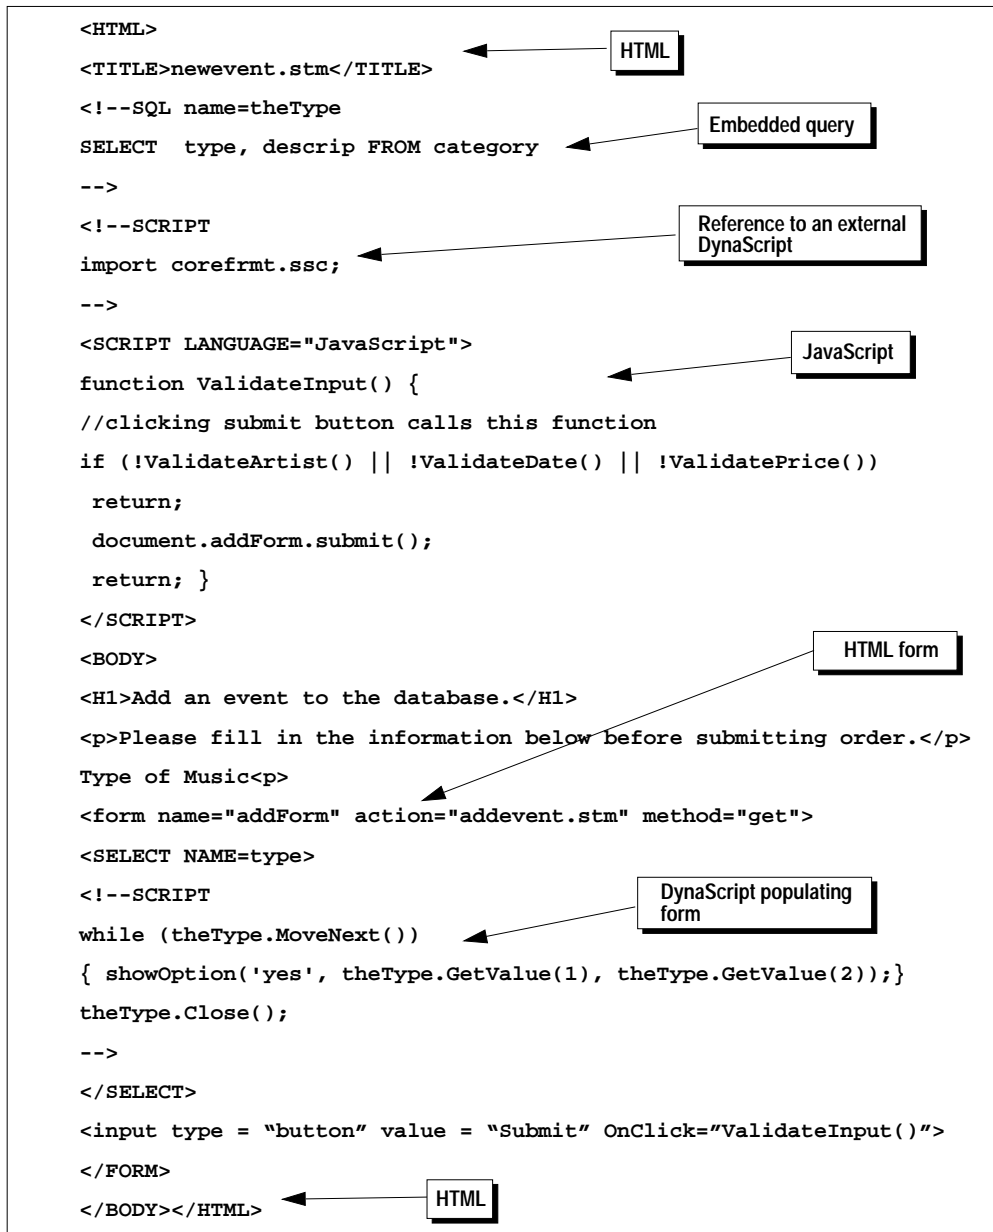 <HTML>
HTML
<TITLE>newevent.stm</TITLE>
<!--SQL name=theType
Embedded query
SELECT  type, descrip FROM category
-->
<!--SCRIPT
Reference to an external
DynaScript
import corefrmt.ssc;
-->
<SCRIPT LANGUAGE="JavaScript">
JavaScript
function ValidateInput() {
//clicking submit button calls this function
if (!ValidateArtist() || !ValidateDate() || !ValidatePrice())
 return;
 document.addForm.submit();
 return; }
</SCRIPT>
<BODY>
HTML form
<H1>Add an event to the database.</H1>
<p>Please fill in the information below before submitting order.</p>
Type of Music<p>
<form name="addForm" action="addevent.stm" method="get">
<SELECT NAME=type>
<!--SCRIPT
DynaScript populating
form
while (theType.MoveNext())
{ showOption('yes', theType.GetValue(1), theType.GetValue(2));}
theType.Close();
-->
</SELECT>
<input type = “button” value = “Submit” OnClick=”ValidateInput()”>
</FORM>
</BODY></HTML>
HTML